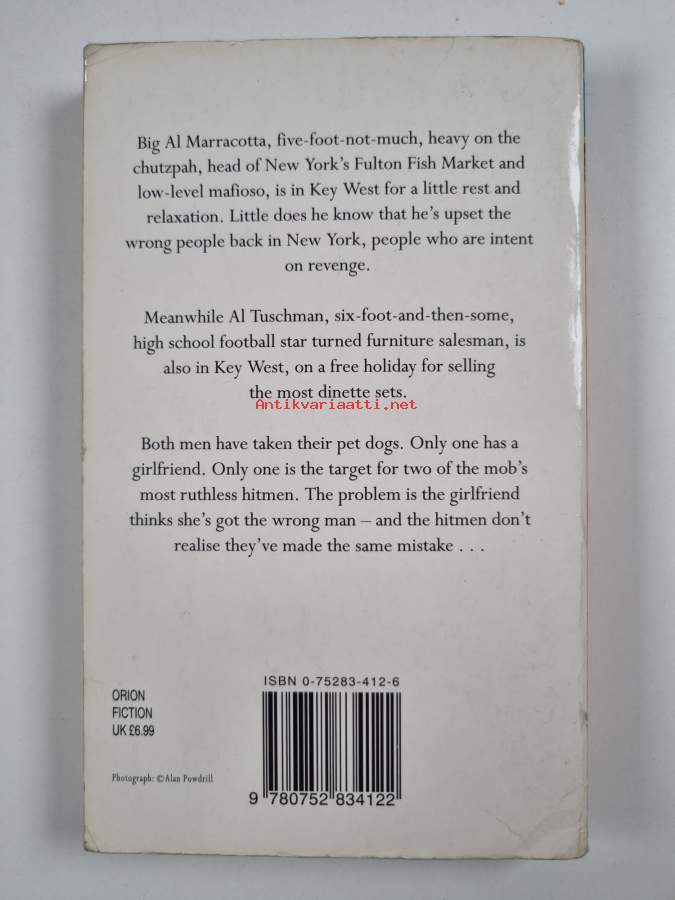 Big Al Marracotta, five-foot-not-much, heavy on the
chutzpah, head of New York's Fulton Fish Market and
low-level mafioso, is in Key West for a little rest and
relaxation. Little does he know that he's upset the
wrong people back in New York, people who are intent
on revenge.
Meanwhile Al Tuschman, six-foot-and-then-some,
high school football star turned furniture salesman, is
also in Key West, on a free holiday for selling
the most dinette sets.
Antikvariaatti.net
Both men have taken their pet dogs. Only one has a
girlfriend. Only one is the target for two of the mob's
most ruthless hitmen. The problem is the girlfriend
thinks she's got the wrong man – and the hitmen don't
realise they've made the same mistake . . .
ISBN 0-75283-412-6
ORION
FICTION
UK £6.99
Photograph: ©Alan Powdrill
9 780752 834122